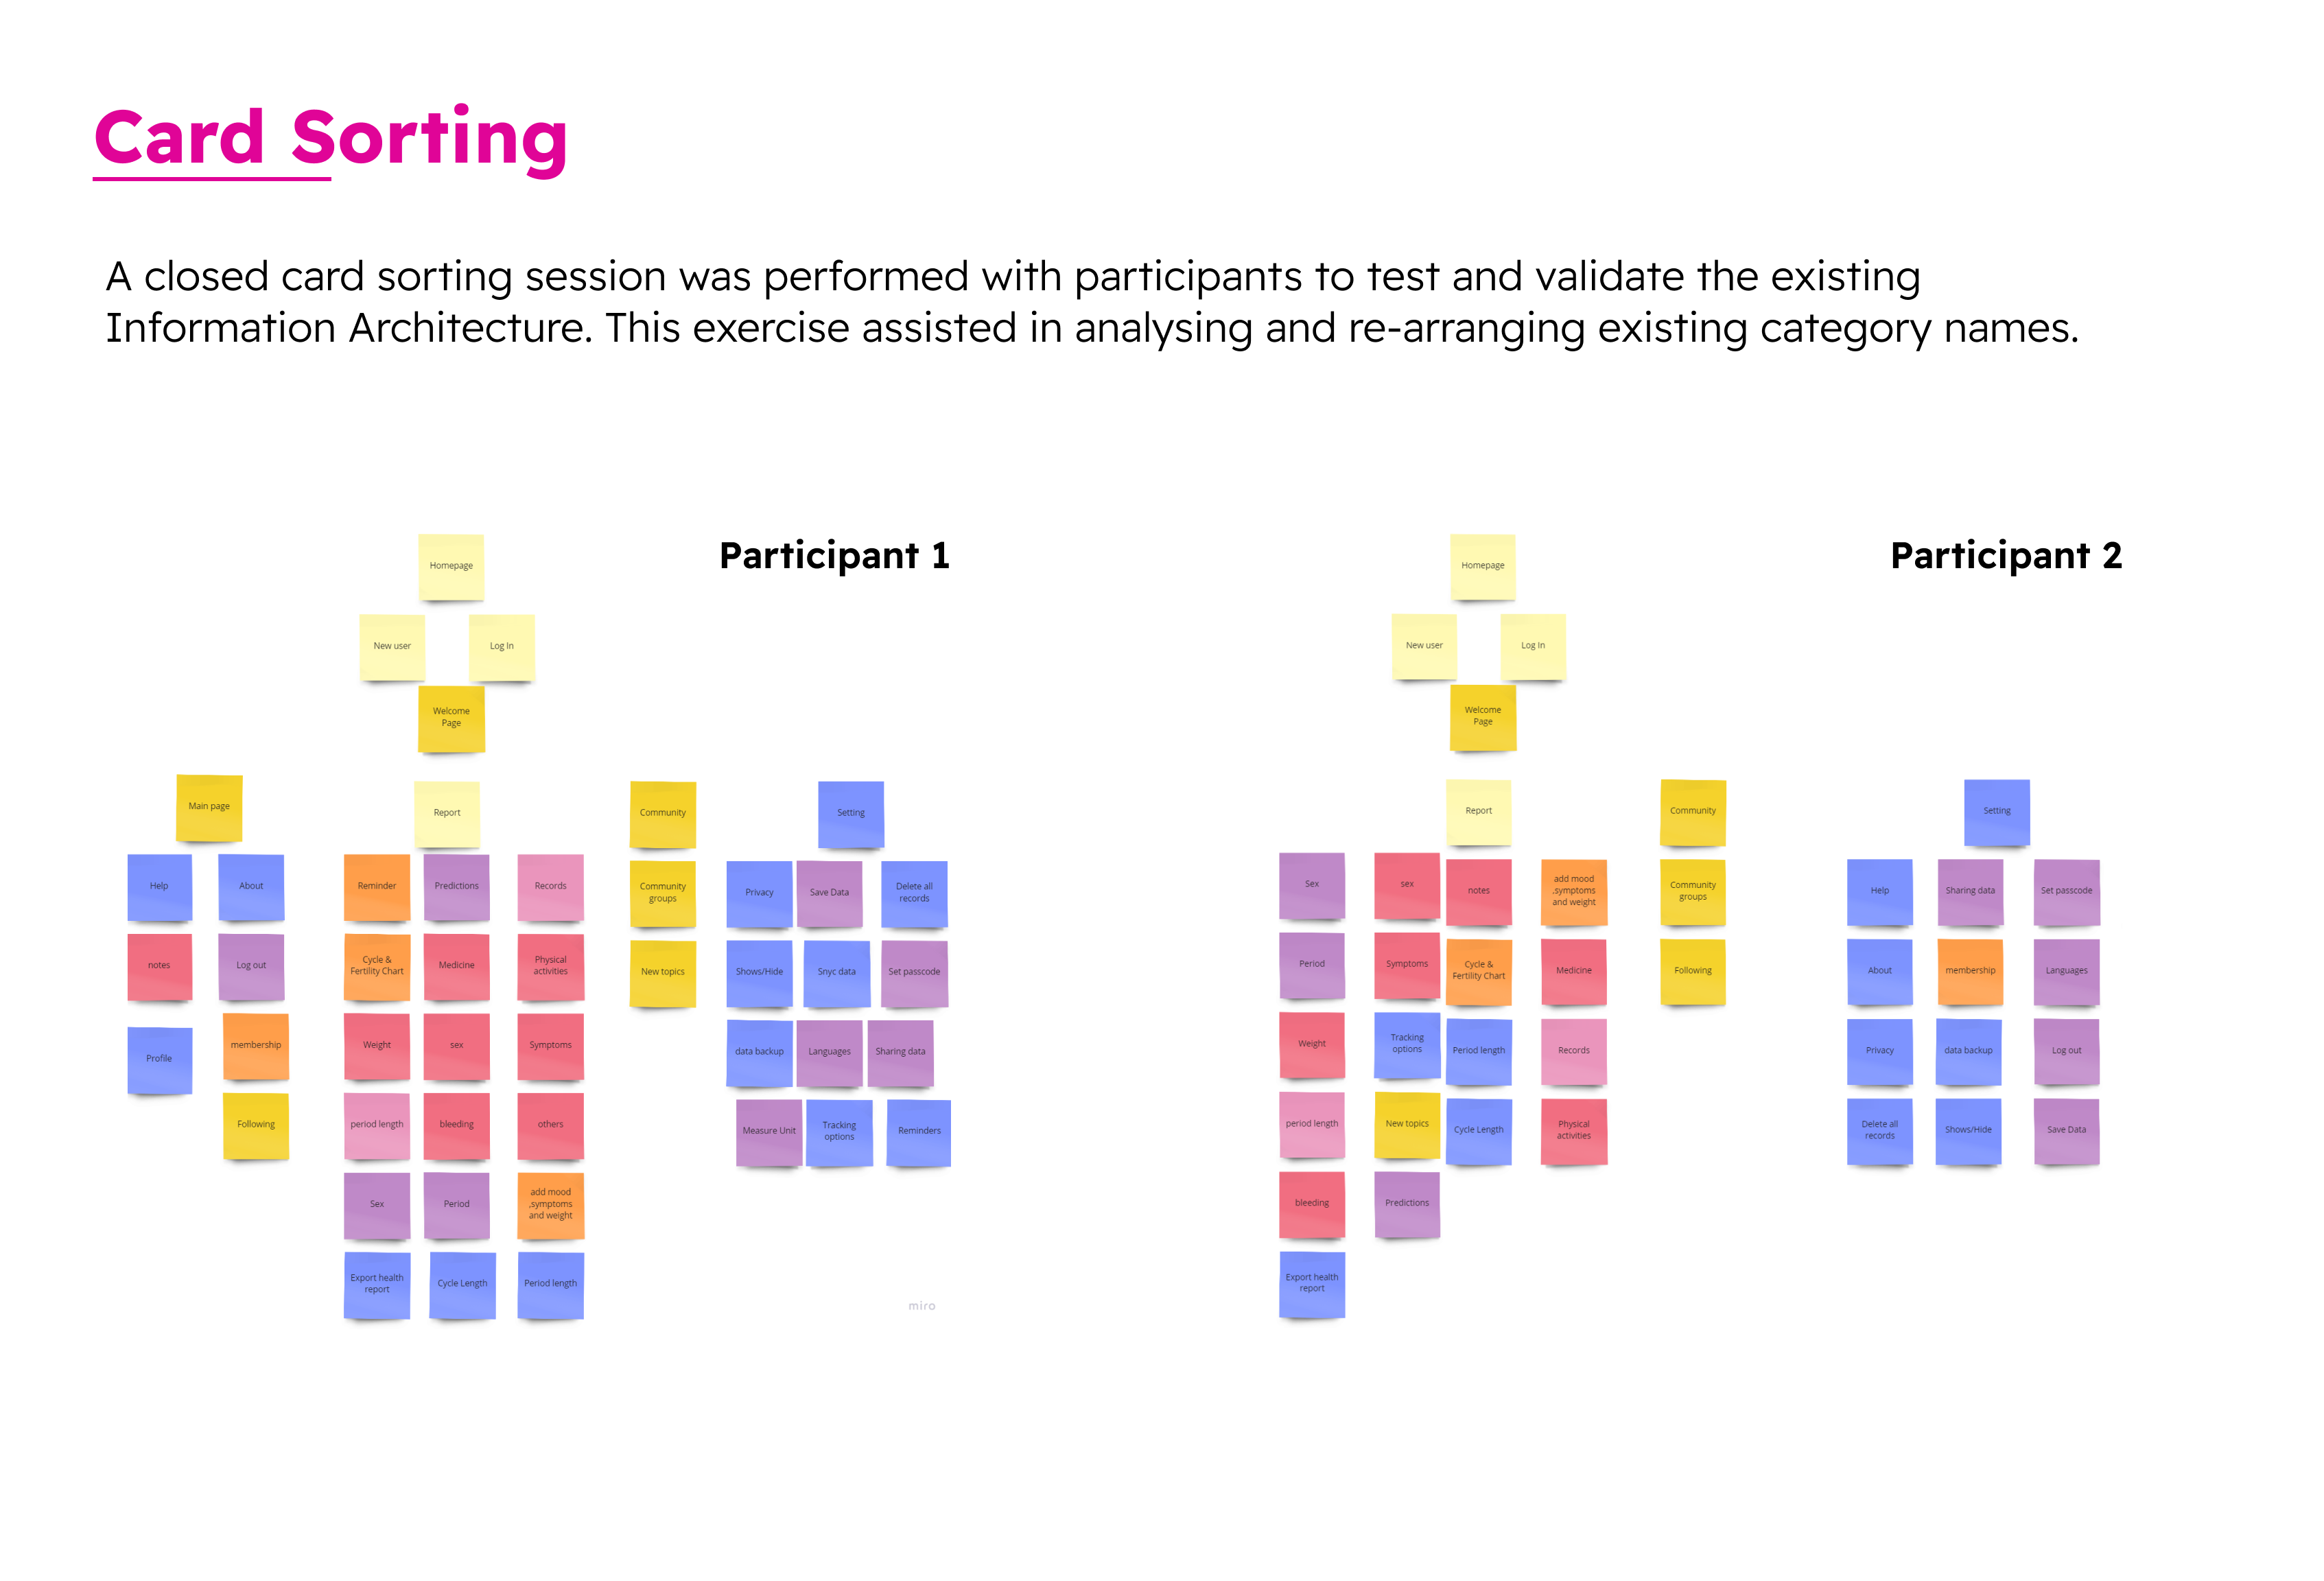 Card Sorting
A closed card sorting session was performed with participants to test and validate the existing
Information Architecture. This exercise assisted in analysing and re-arranging existing category names.
Participant 1
Homepage
New user
Log In
Welcome
Page
Main page
Help
About
notes
Log out
Profile
membership
Following
Report
Reminder
Predictions
Records
Cycle &
Fertility Chart
Medicine
Physical
activities
Weight
sex
Symptoms
period length
bleeding
others
Sex
Period
add mood
,symptoms
and weight
Export health
report
Cycle Length
Period length
Community
Community
groups
New topics
Setting
Privacy
Save Data
Delete all
records
Shows/Hide
Snyc data
Set passcode
data backup
Languages
Sharing data
Measure Unit
Tracking
options
Reminders
miro
Participant 2
Homepage
New user
Log In
Welcome
Page
Report
Sex
sex
notes
add mood
,symptoms
and weight
Period
Symptoms
Cycle &
Fertility Chart
Medicine
Weight
Tracking
options
Period length
Records
period length
New topics
Cycle Length
Physical
activities
bleeding
Predictions
Export health
report
Community
Community
groups
Following
Setting
Help
Sharing data
Set passcode
About
membership
Languages
Privacy
data backup
Log out
Delete all
records
Shows/Hide
Save Data